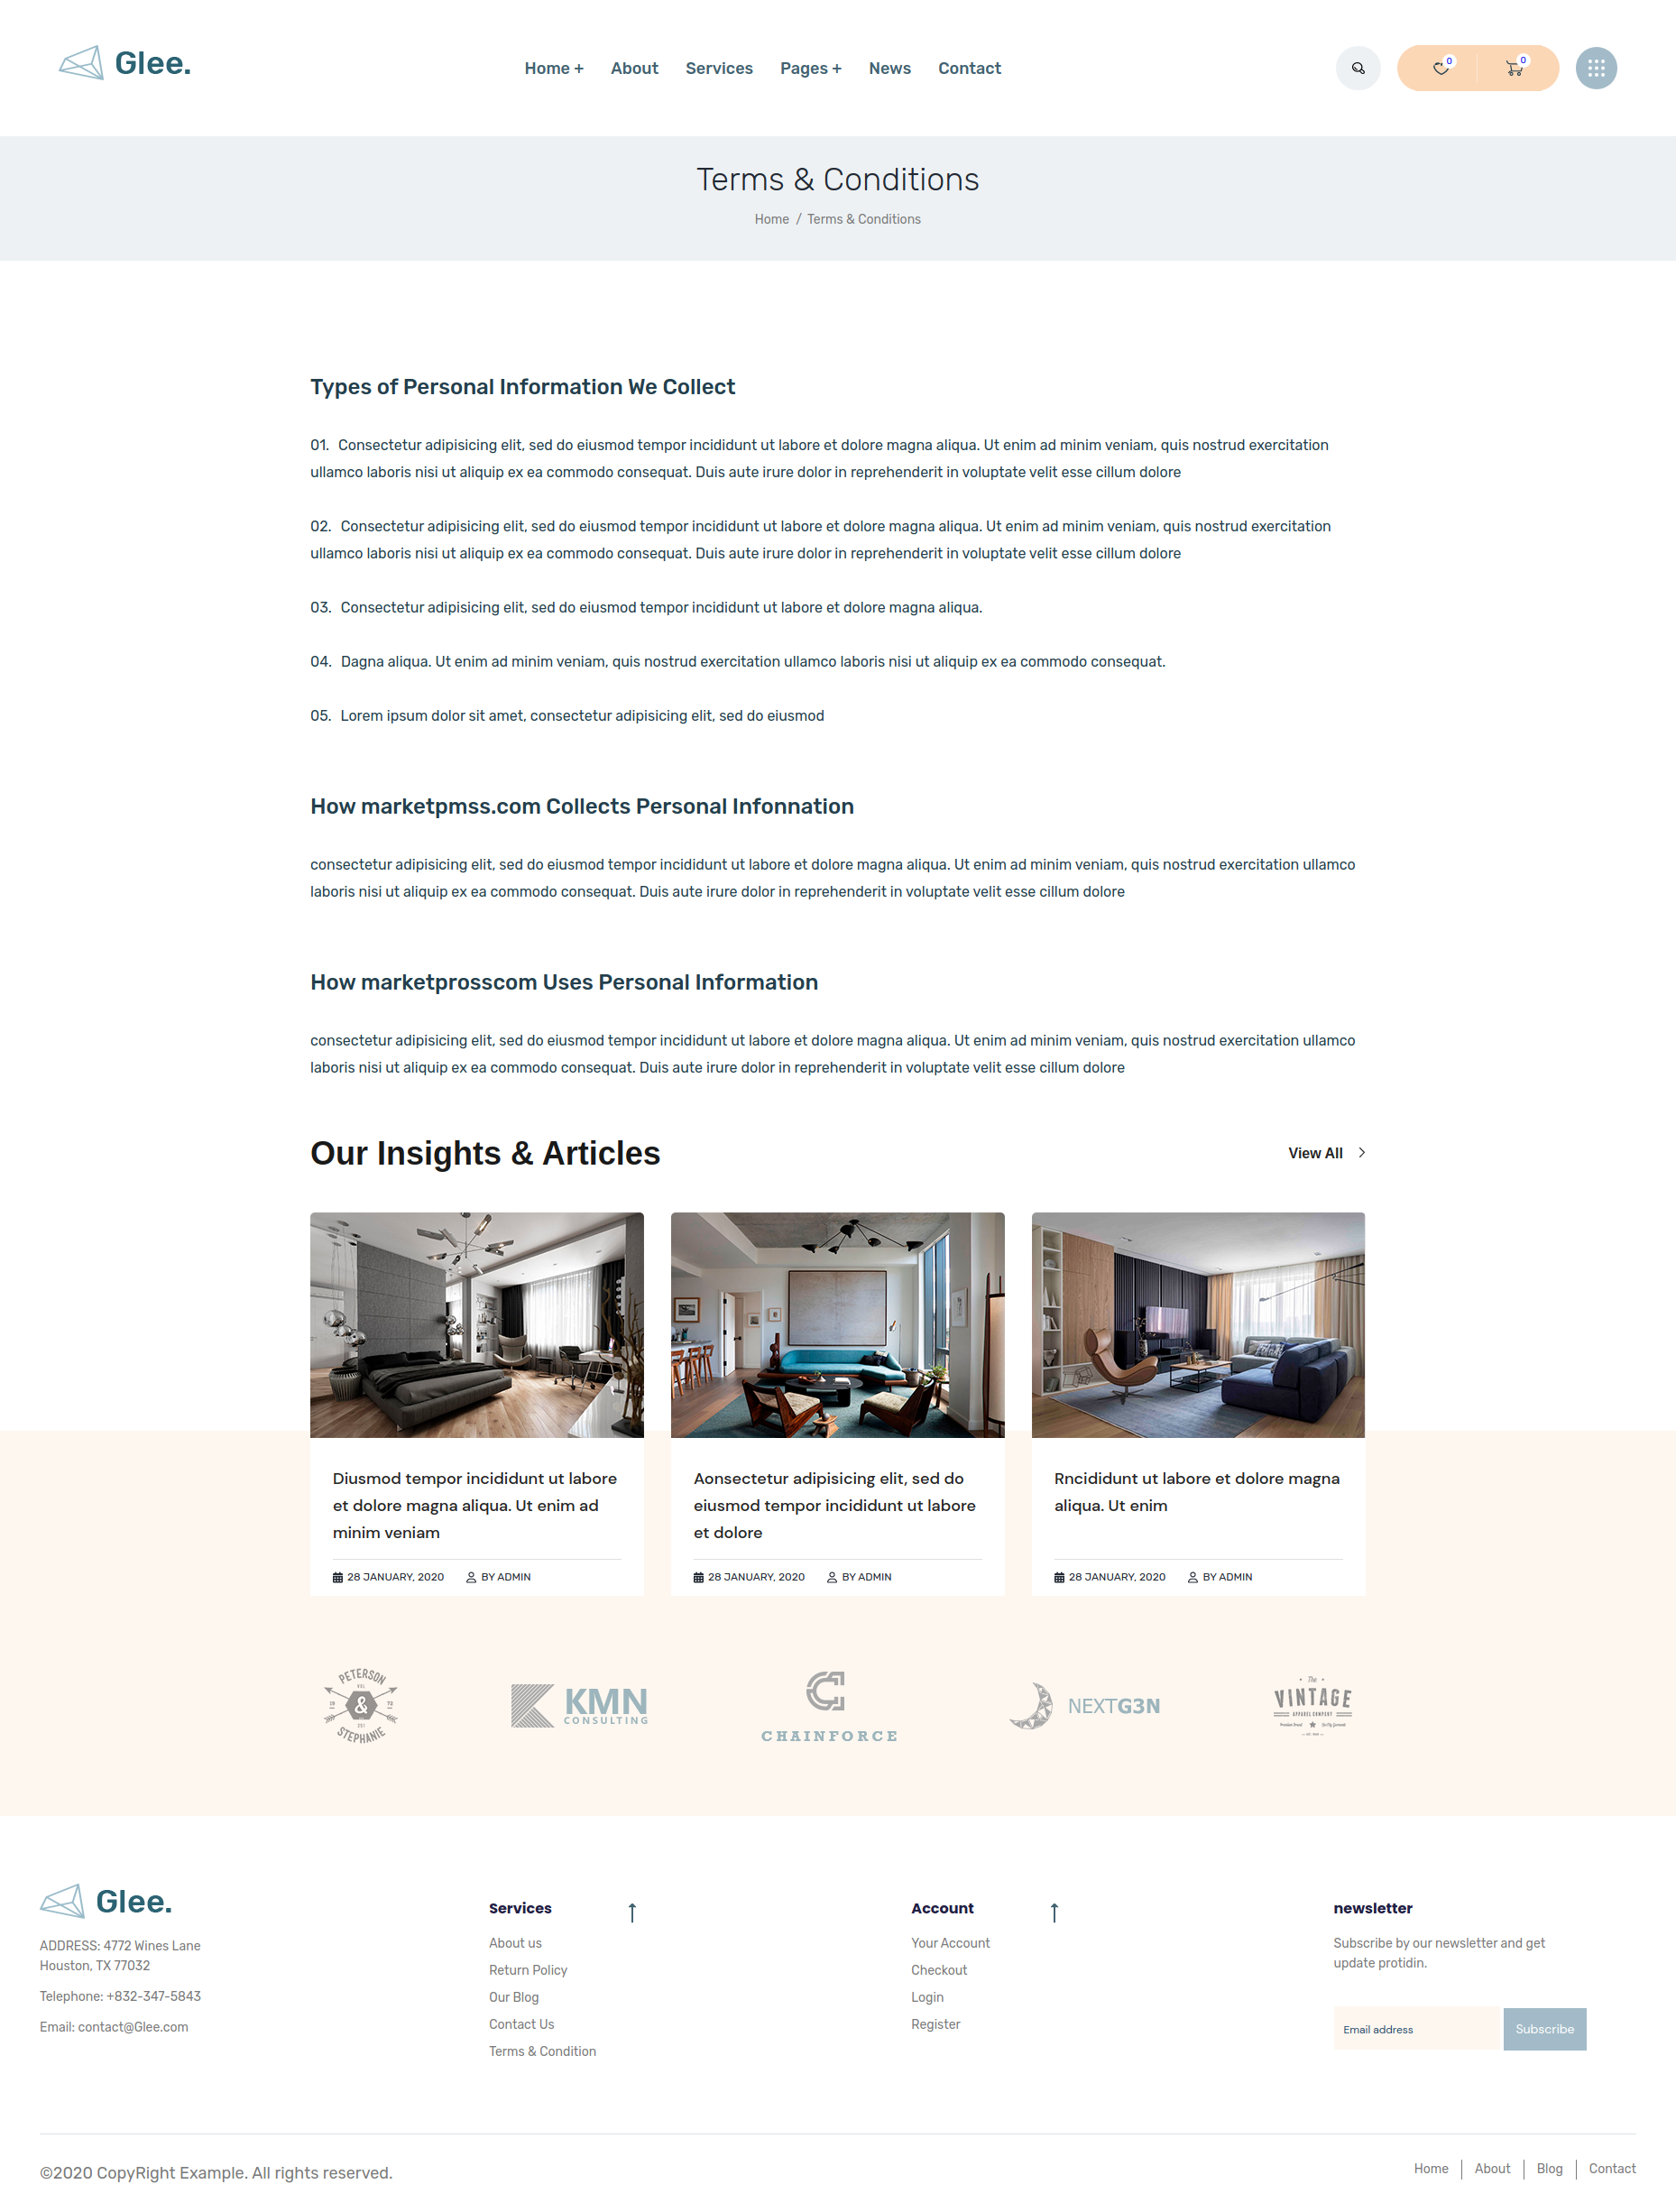 Glee.
Home + About Services Pages + News Contact
0 0
Terms & Conditions
Home / Terms & Conditions
Types of Personal Information We Collect
01. Consectetur adipisicing elit, sed do eiusmod tempor incididunt ut labore et dolore magna aliqua. Ut enim ad minim veniam, quis nostrud exercitation
ullamco laboris nisi ut aliquip ex ea commodo consequat. Duis aute irure dolor in reprehenderit in voluptate velit esse cillum dolore
02. Consectetur adipisicing elit, sed do eiusmod tempor incididunt ut labore et dolore magna aliqua. Ut enim ad minim veniam, quis nostrud exercitation
ullamco laboris nisi ut aliquip ex ea commodo consequat. Duis aute irure dolor in reprehenderit in voluptate velit esse cillum dolore
03. Consectetur adipisicing elit, sed do eiusmod tempor incididunt ut labore et dolore magna aliqua.
04. Dagna aliqua. Ut enim ad minim veniam, quis nostrud exercitation ullamco laboris nisi ut aliquip ex ea commodo consequat.
05. Lorem ipsum dolor sit amet, consectetur adipisicing elit, sed do eiusmod
How marketpmss.com Collects Personal Infonnation
consectetur adipisicing elit, sed do eiusmod tempor incididunt ut labore et dolore magna aliqua. Ut enim ad minim veniam, quis nostrud exercitation ullamco
laboris nisi ut aliquip ex ea commodo consequat. Duis aute irure dolor in reprehenderit in voluptate velit esse cillum dolore
How marketprosscom Uses Personal Information
consectetur adipisicing elit, sed do eiusmod tempor incididunt ut labore et dolore magna aliqua. Ut enim ad minim veniam, quis nostrud exercitation ullamco
laboris nisi ut aliquip ex ea commodo consequat. Duis aute irure dolor in reprehenderit in voluptate velit esse cillum dolore
Our Insights & Articles
View All
Diusmod tempor incididunt ut labore
et dolore magna aliqua. Ut enim ad
minim veniam
28 JANUARY, 2020 BY ADMIN
Aonsectetur adipisicing elit, sed do
eiusmod tempor incididunt ut labore
et dolore
28 JANUARY, 2020 BY ADMIN
Rncididunt ut labore et dolore magna
aliqua. Ut enim
28 JANUARY, 2020 BY ADMIN
PETERSON
19 & 72
STEPHANIE
KMN
CONSULTING
CHAINFORCE
NEXTG3N
The
VINTAGE
APPAREL COMPANY
Glee.
ADDRESS: 4772 Wines Lane
Houston, TX 77032
Telephone: +832-347-5843
Email: contact@Glee.com
Services
About us
Return Policy
Our Blog
Contact Us
Terms & Condition
Account
Your Account
Checkout
Login
Register
newsletter
Subscribe by our newsletter and get
update protidin.
Email address
Subscribe
©2020 CopyRight Example. All rights reserved.
Home About Blog Contact